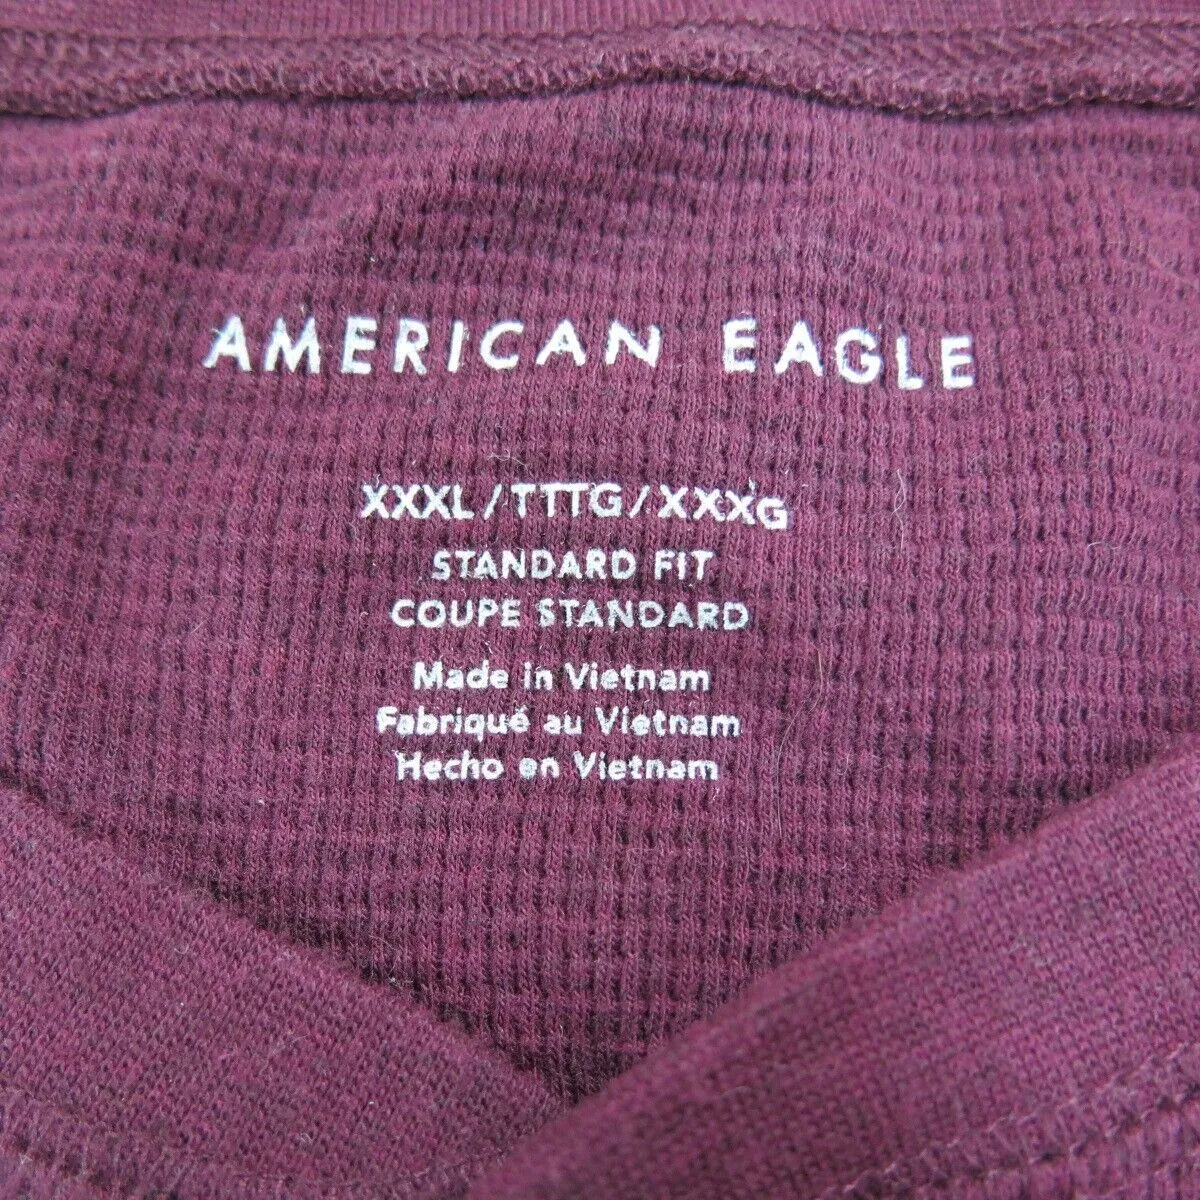 AMERICAN EAGLE
XXXL/TTTG/XXXG
STANDARD FIT
COUPE STANDARD
Made in Vietnam
Fabriqué au Vietnam
Hecho en Vietnam